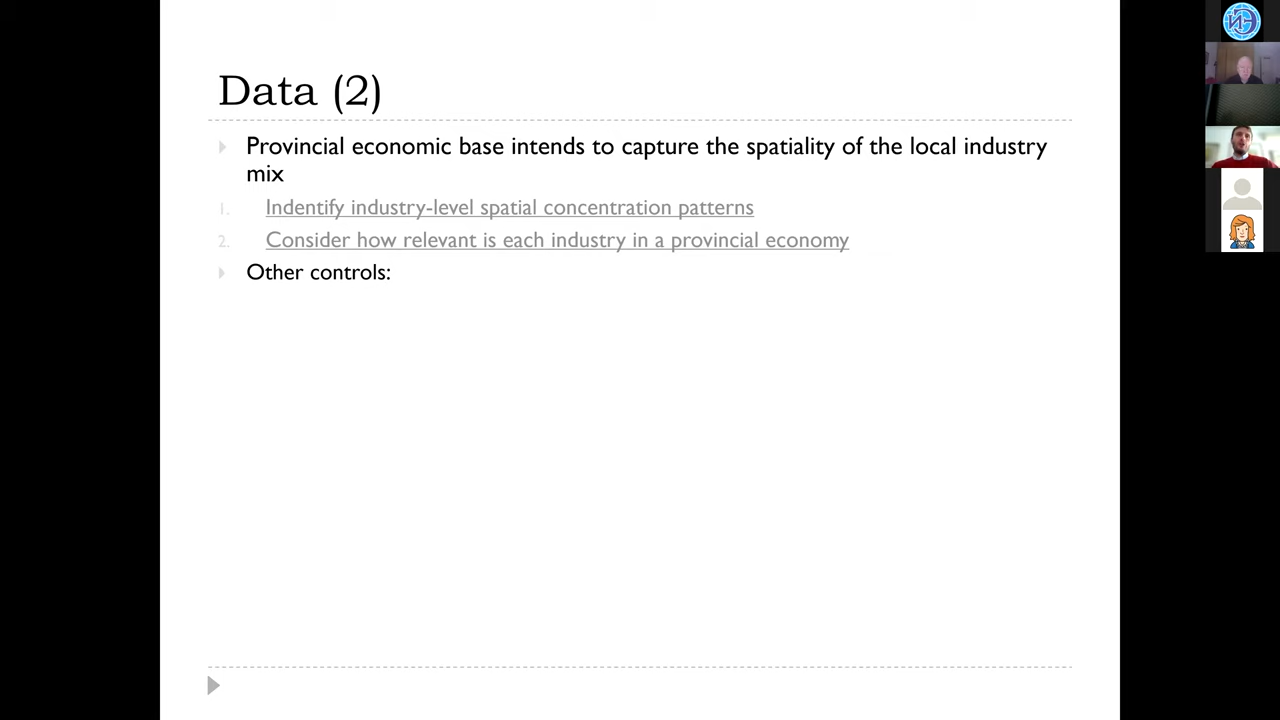 Data (2)
Provincial economic base intends to capture the spatiality of the local industry
mix
1. Indentify industry-level spatial concentration patterns
2. Consider how relevant is each industry in a provincial economy
Other controls: